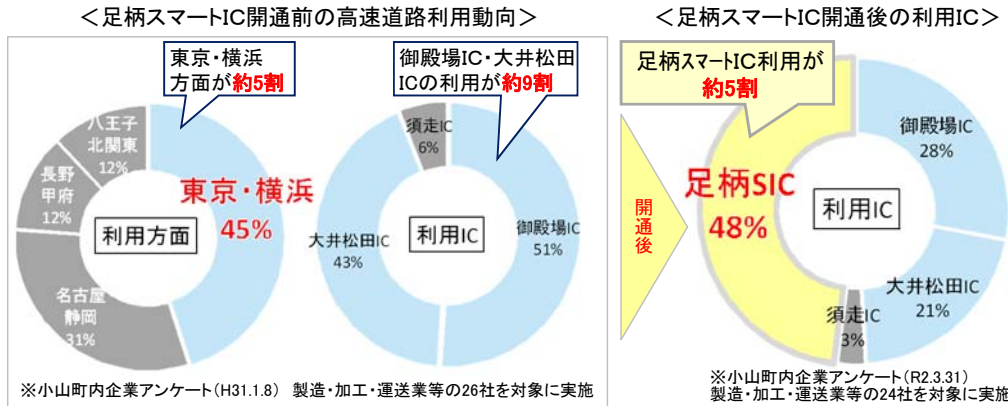 ＜足柄スマートIC開通前の高速道路利用動向＞
東京・横浜
方面が約5割
御殿場IC・大井松田
ICの利用が約9割
八王子
北関東
12%
長野
甲府
12%
名古屋
静岡
31%
東京・横浜
45%
利用方面
須走IC
6%
大井松田IC
43%
御殿場IC
51%
利用IC
※小山町内企業アンケート（H31.1.8）　製造・加工・運送業等の26社を対象に実施
開通後
＜足柄スマートIC開通後の利用IC＞
足柄スマートIC利用が
約5割
足柄SIC
48%
御殿場IC
28%
利用IC
大井松田IC
21%
須走IC
3%
※小山町内企業アンケート（R2.3.31）
製造・加工・運送業等の24社を対象に実施